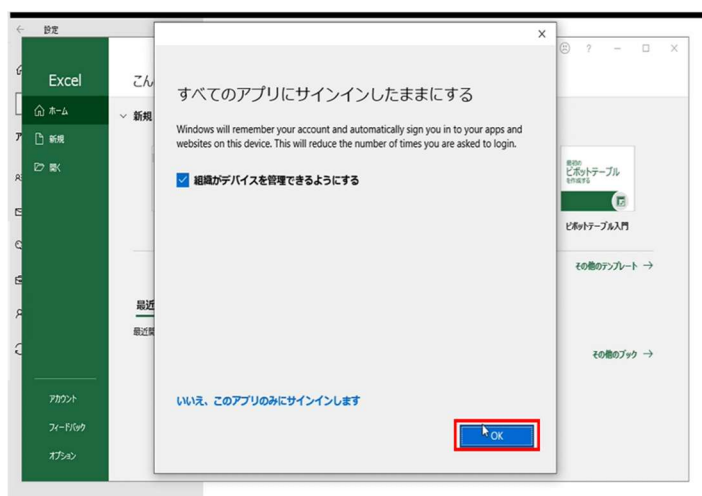 設定
Excel
ホーム
新規
開く
アカウント
フィードバック
オプション
新規
すべてのアプリにサインインしたままにする
Windows will remember your account and automatically sign you in to your apps and
websites on this device. This will reduce the number of times you are asked to login.
組織がデバイスを管理できるようにする
いいえ、このアプリのみにサインインします
OK
ピボットテーブル
を作成する
ピボットテーブル入門
その他のテンプレート →
その他のブック →